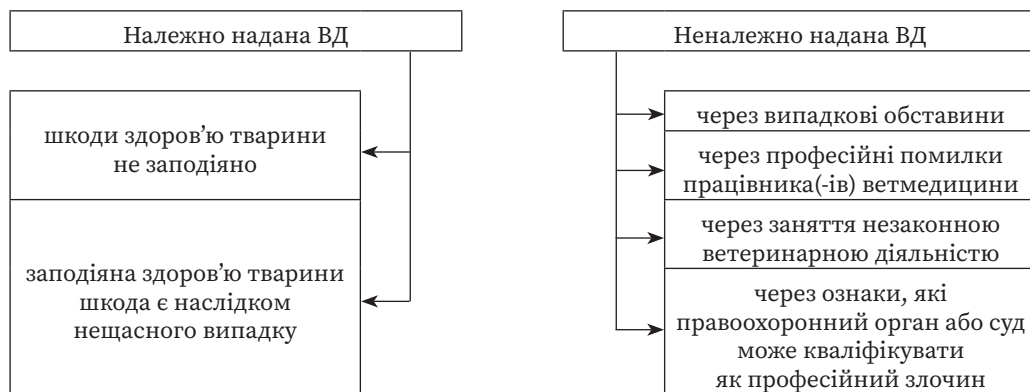 Належно надана ВД
шкоди здоров’ю тварини
не заподіяно
заподіяна здоров’ю тварини
шкода є наслідком
нещасного випадку
Неналежно надана ВД
через випадкові обставини
через професійні помилки
працівника(-ів) ветмедицини
через заняття незаконною
ветеринарною діяльністю
через ознаки, які
правоохоронний орган або суд
може кваліфікувати
як професійний злочин